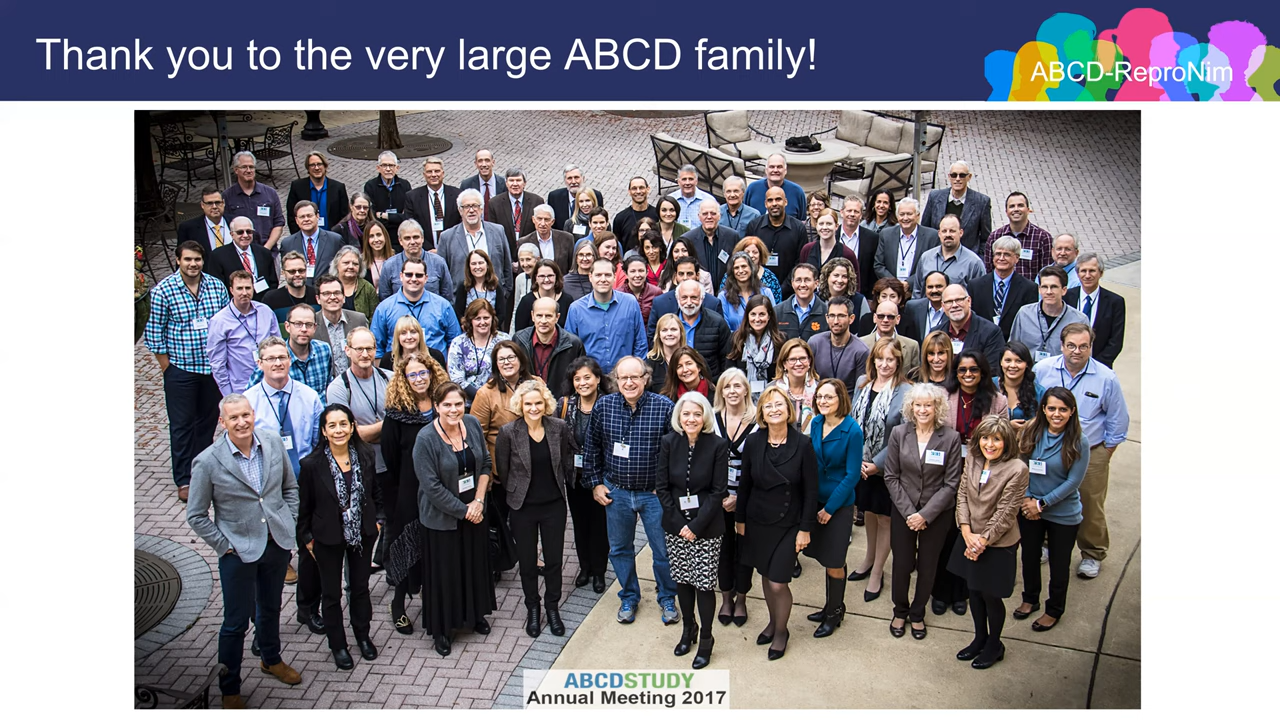 Thank you to the very large ABCD family!
ABCD-ReproNim
ABCDSTUDY
Annual Meeting 2017